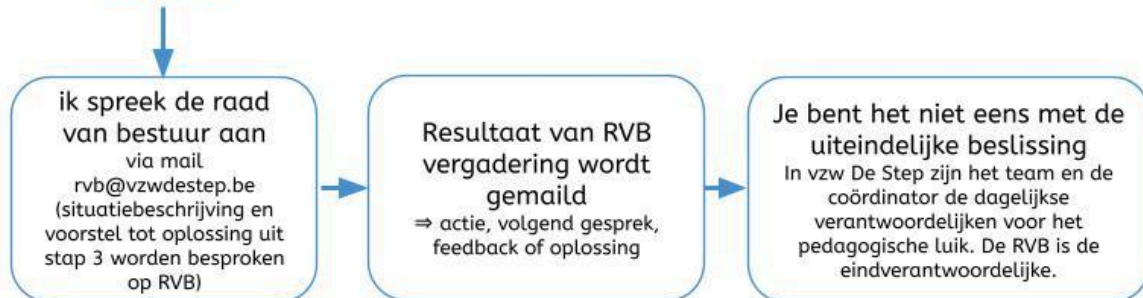 ik spreek de raad
van bestuur aan
via mail
rvb@vzwdestep.be
(situatiebeschrijving en
voorstel tot oplossing uit
stap 3 worden besproken
op RVB)
Resultaat van RVB
vergadering wordt
gemaild
⇒ actie, volgend gesprek,
feedback of oplossing
Je bent het niet eens met de
uiteindelijke beslissing
In vzw De Step zijn het team en de
coördinator de dagelijkse
verantwoordelijken voor het
pedagogische luik. De RVB is de
eindverantwoordelijke.